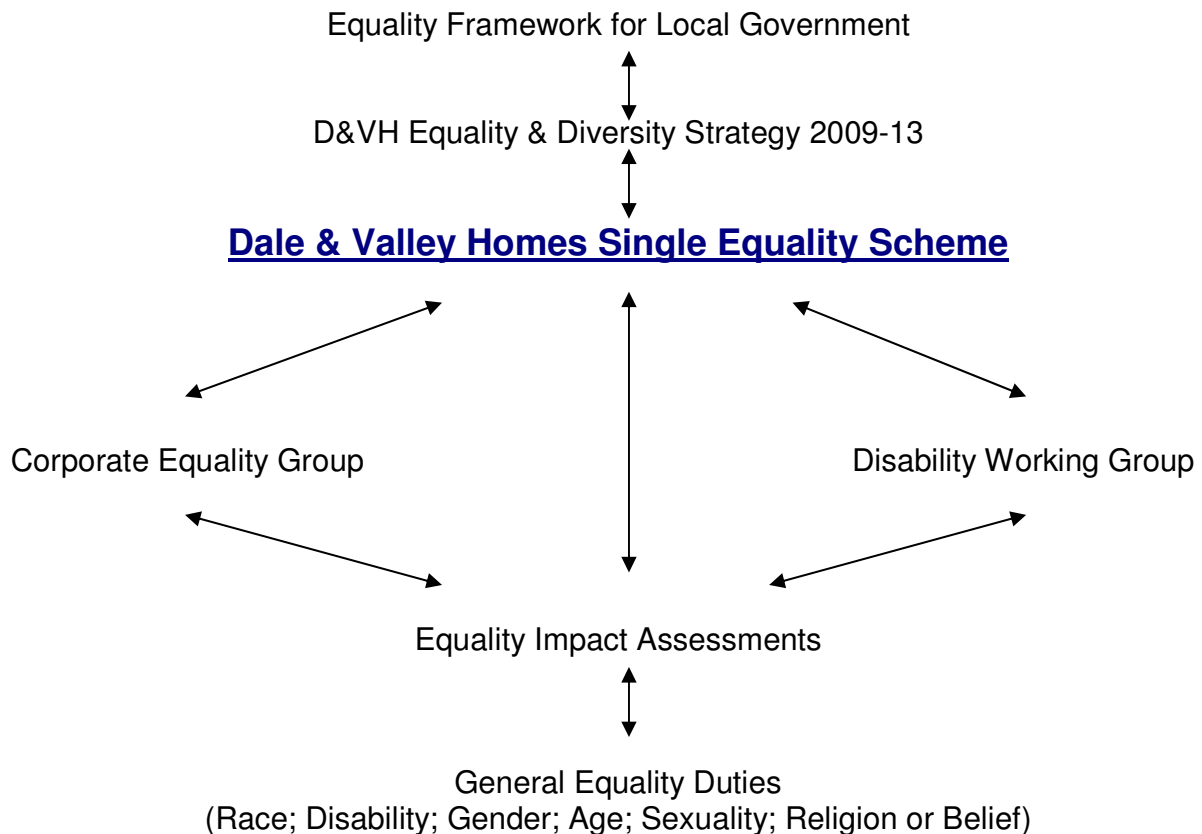 Equality Framework for Local Government
D&VH Equality & Diversity Strategy 2009-13
Dale & Valley Homes Single Equality Scheme
Corporate Equality Group
Disability Working Group
Equality Impact Assessments
General Equality Duties
(Race; Disability; Gender; Age; Sexuality; Religion or Belief)